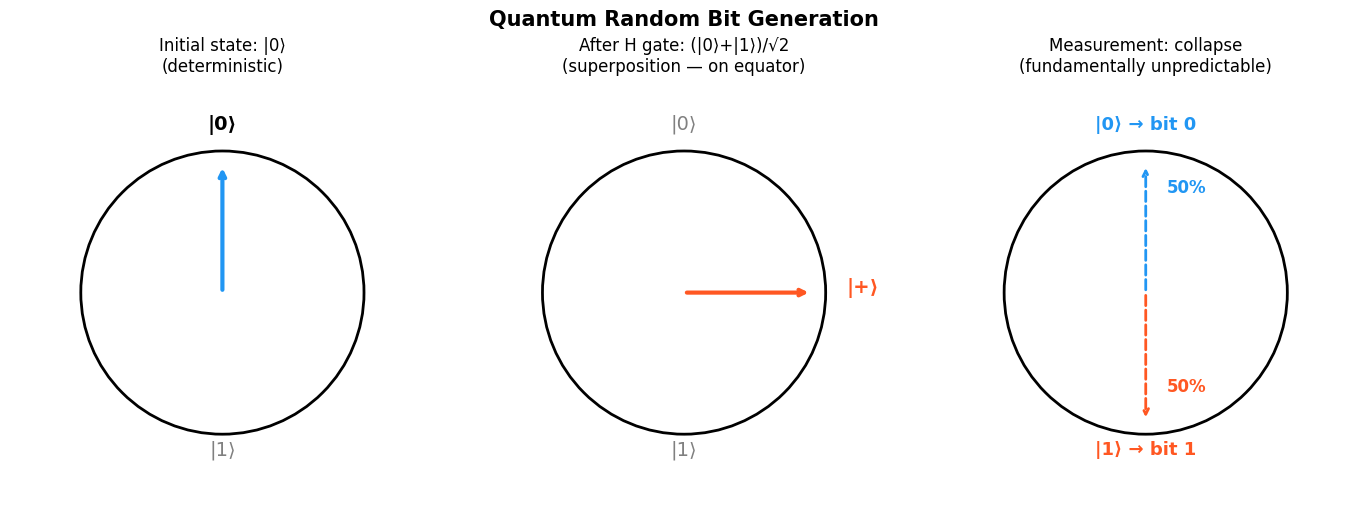 Quantum Random Bit Generation
Initial state: |0⟩
(deterministic)
|0⟩
|1⟩
After H gate: (|0⟩+|1⟩)/√2
(superposition — on equator)
|0⟩
|+⟩
|1⟩
Measurement: collapse
(fundamentally unpredictable)
|0⟩ → bit 0
50%
50%
|1⟩ → bit 1